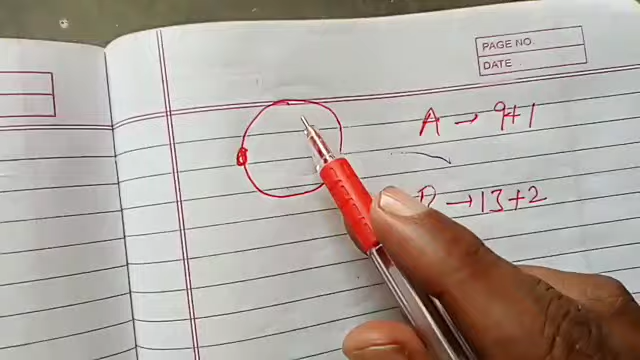 PAGE NO.
DATE
A → 9+1
→ 13+2